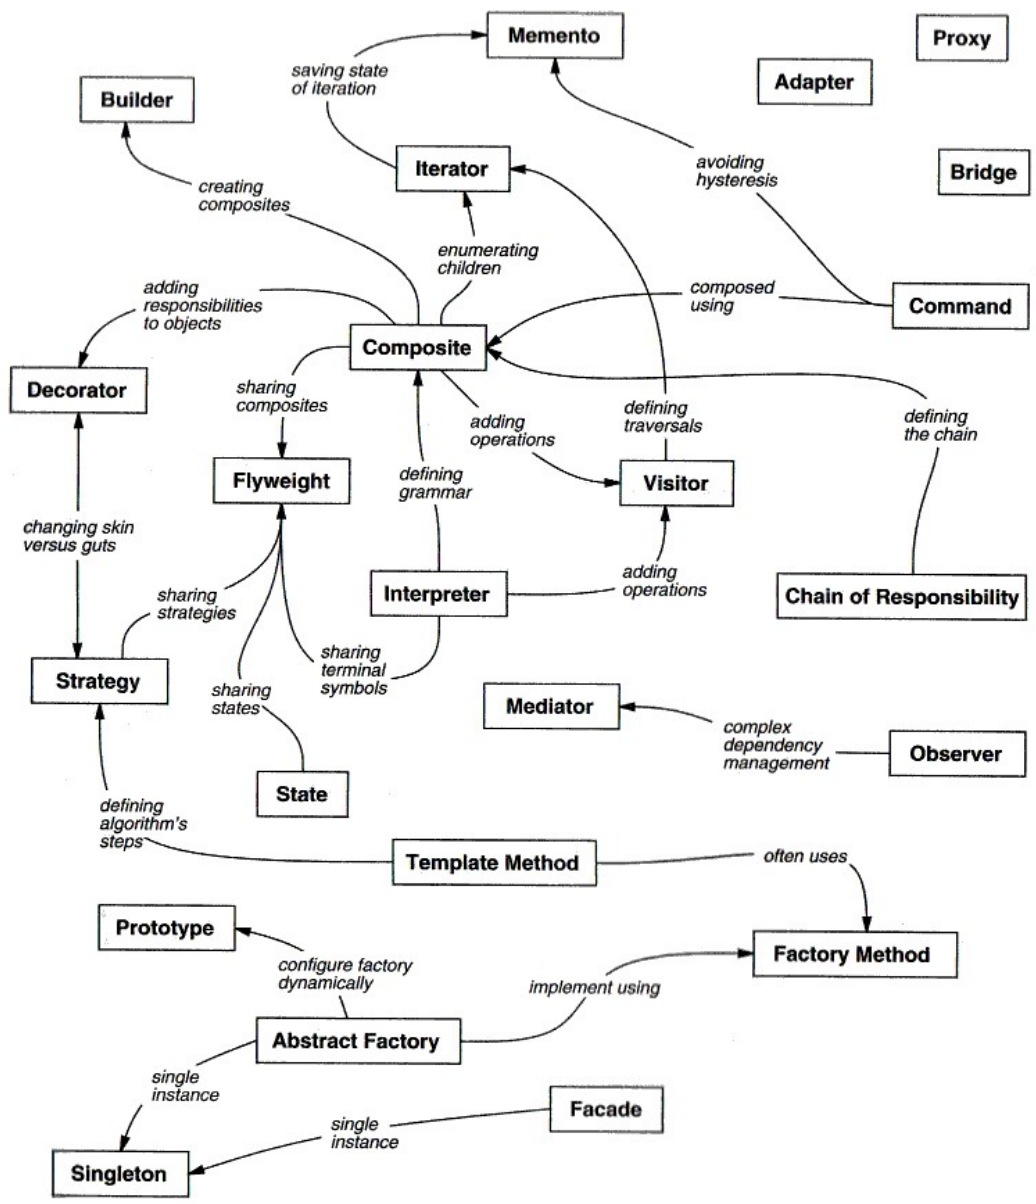 Memento
Proxy
saving state
of iteration
Adapter
Builder
avoiding
hysteresis
Iterator
Bridge
creating
composites
enumerating
children
adding
responsibilities
to objects
composed
using
Command
Composite
Decorator
sharing
composites
adding
operations
defining
traversals
defining
the chain
Flyweight
defining
grammar
Visitor
changing skin
versus guts
sharing
strategies
Interpreter
adding
operations
Chain of Responsibility
sharing
terminal
symbols
Strategy
sharing
states
Mediator
complex
dependency
management
Observer
State
defining
algorithm's
steps
Template Method
often uses
Prototype
Factory Method
configure factory
dynamically
implement using
Abstract Factory
single
instance
Facade
single
instance
Singleton